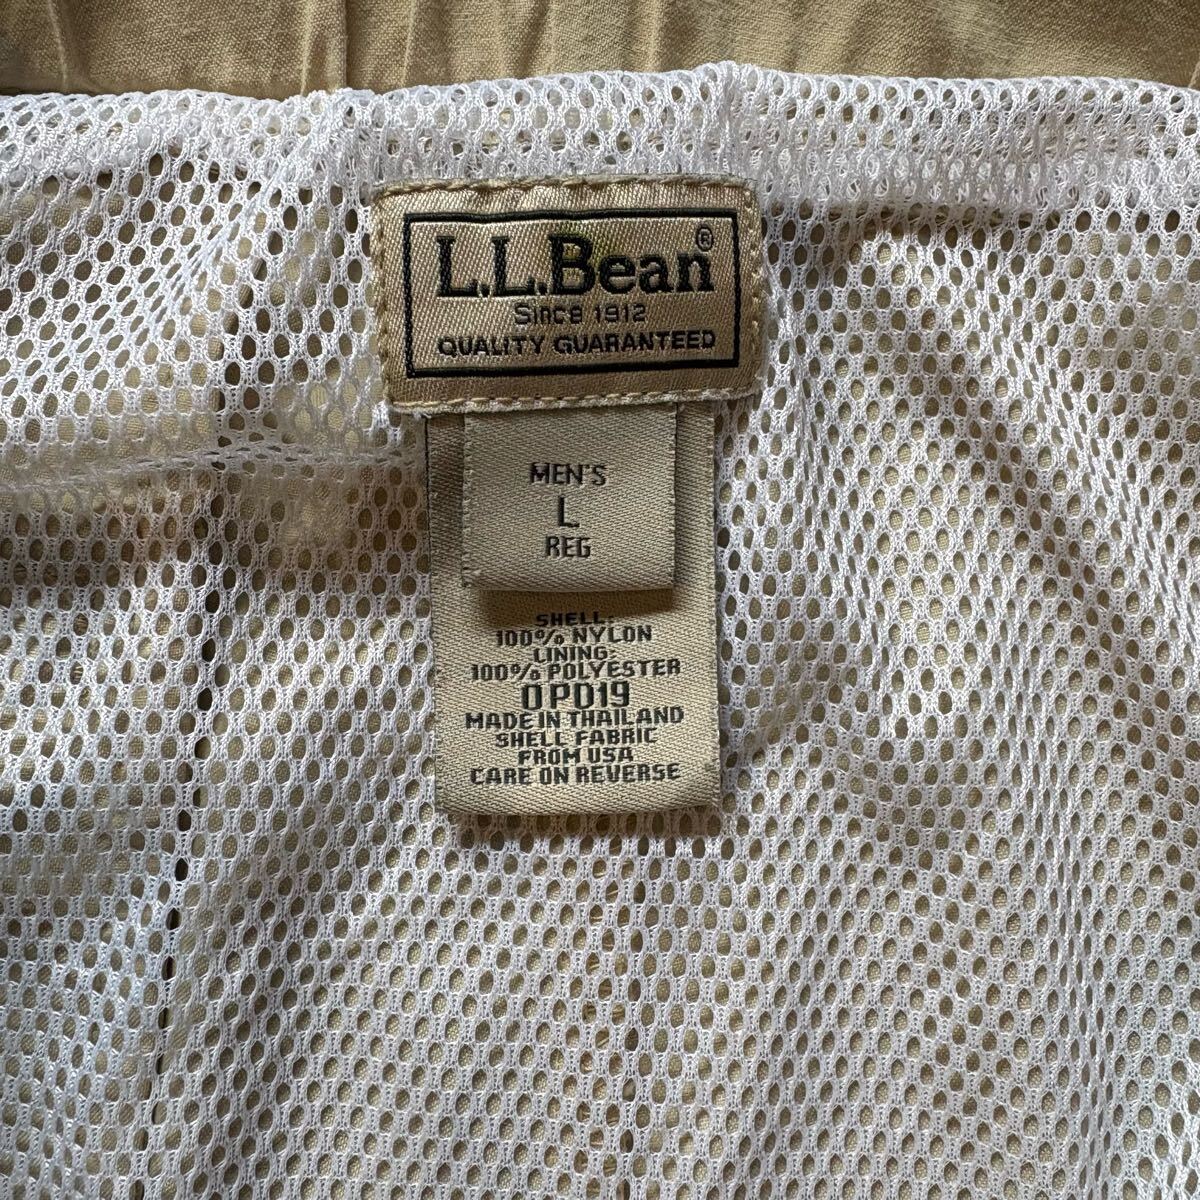 L.L.Bean®
Since 1912
QUALITY GUARANTEED
MEN'S
L
REG
SHELL:
100% NYLON
LINING:
100% POLYESTER
0PD19
MADE IN THAILAND
SHELL FABRIC
FROM USA
CARE ON REVERSE